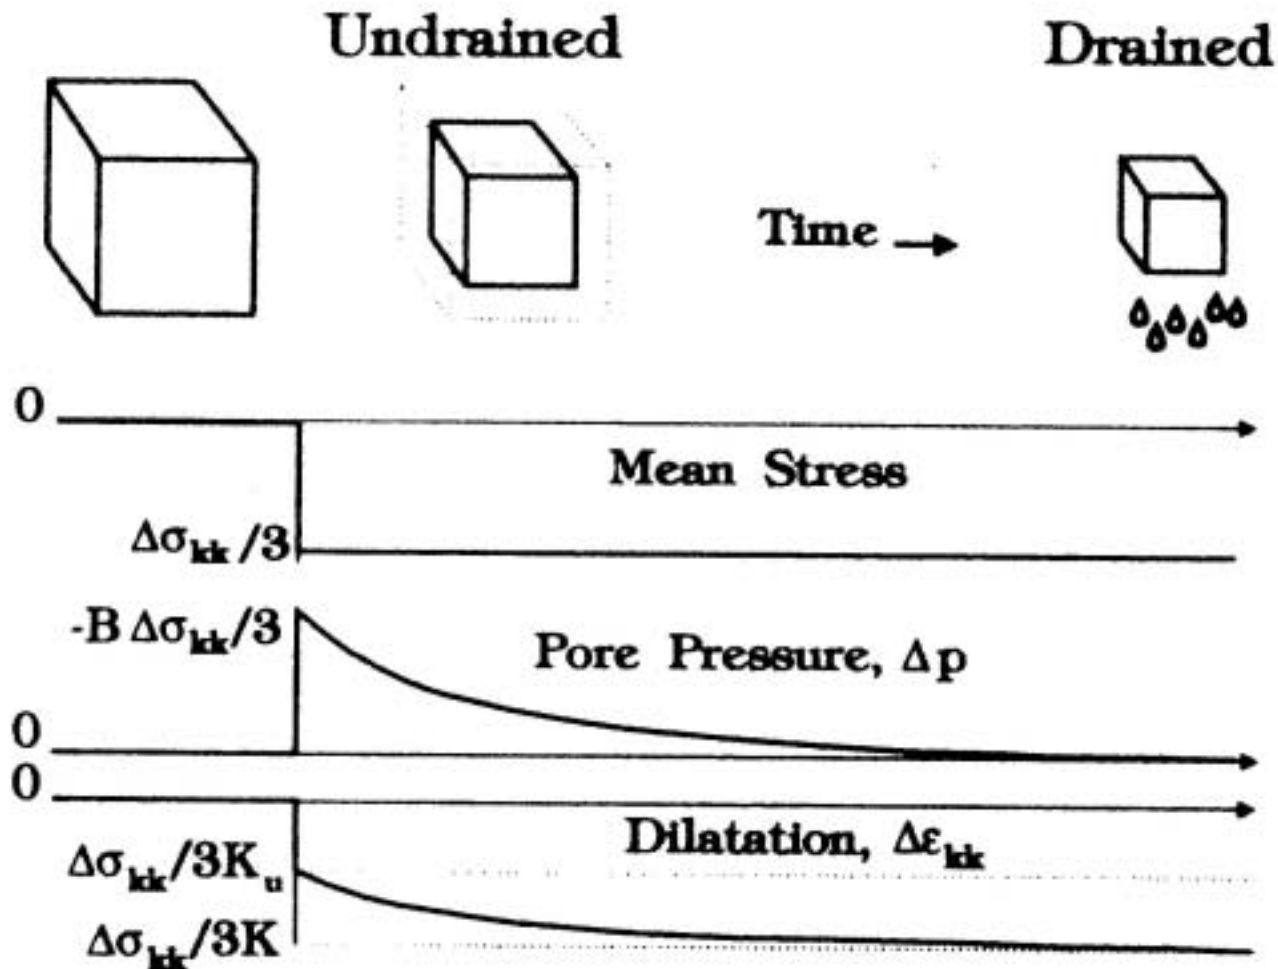 Undrained
Drained
Time
0
Mean Stress
Δσkk/3
-B Δσkk/3
Pore Pressure, Δp
0
0
Dilatation, Δεkk
Δσkk/3Ku
Δσkk/3K